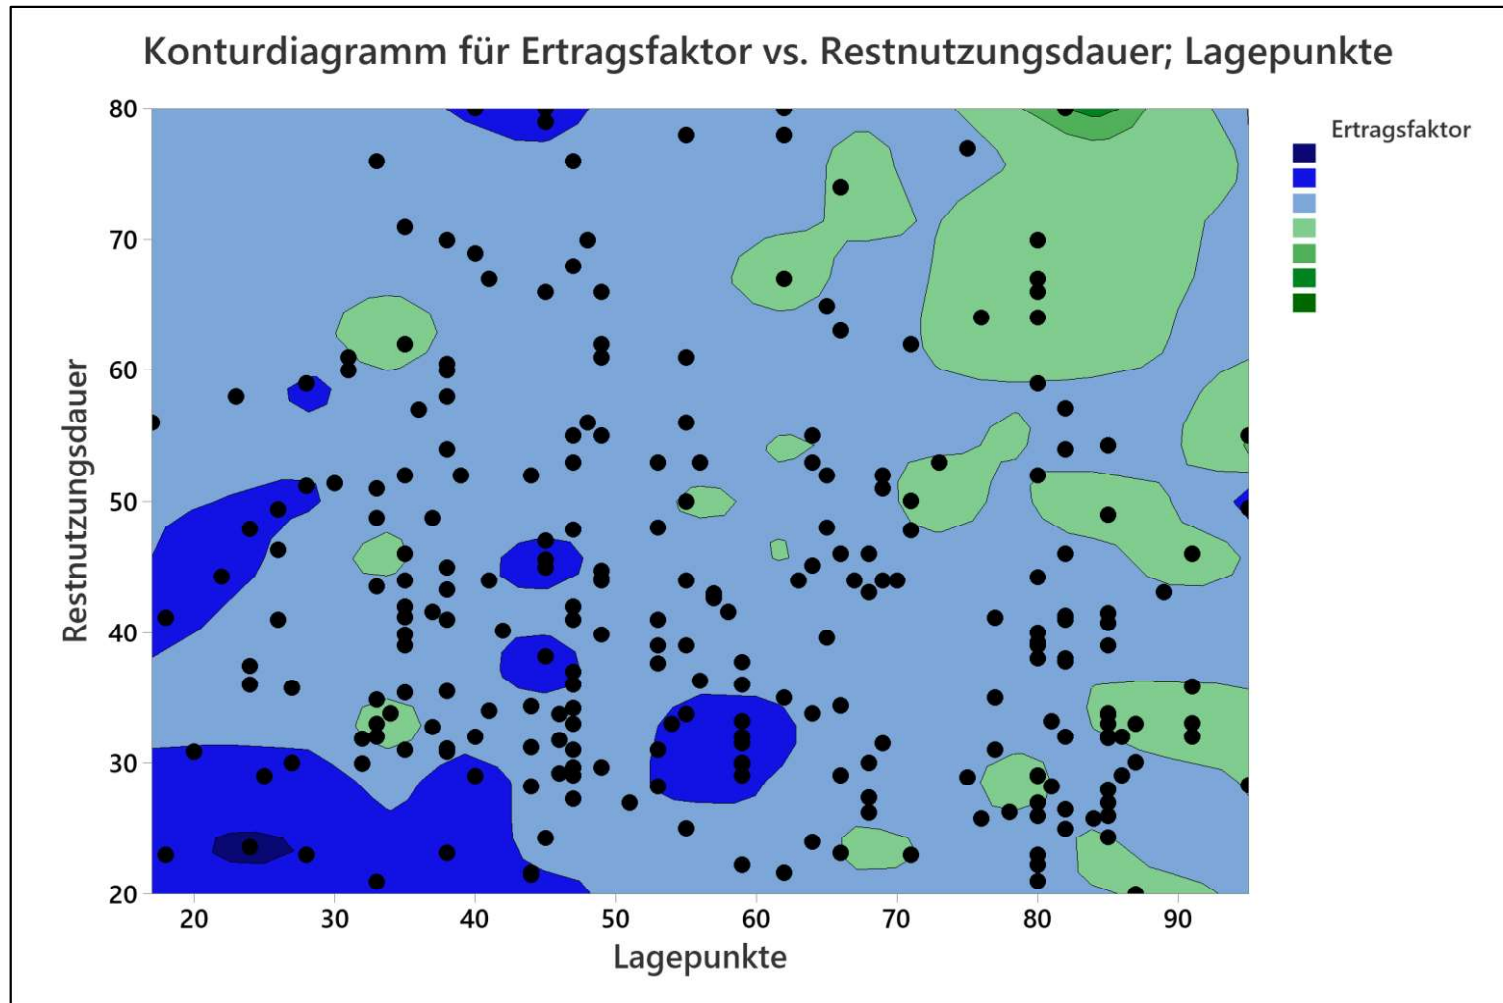 Konturdiagramm für Ertragsfaktor vs. Restnutzungsdauer; Lagepunkte
Ertragsfaktor
80
70
60
50
40
30
20
Restnutzungsdauer
20 30 40 50 60 70 80 90
Lagepunkte